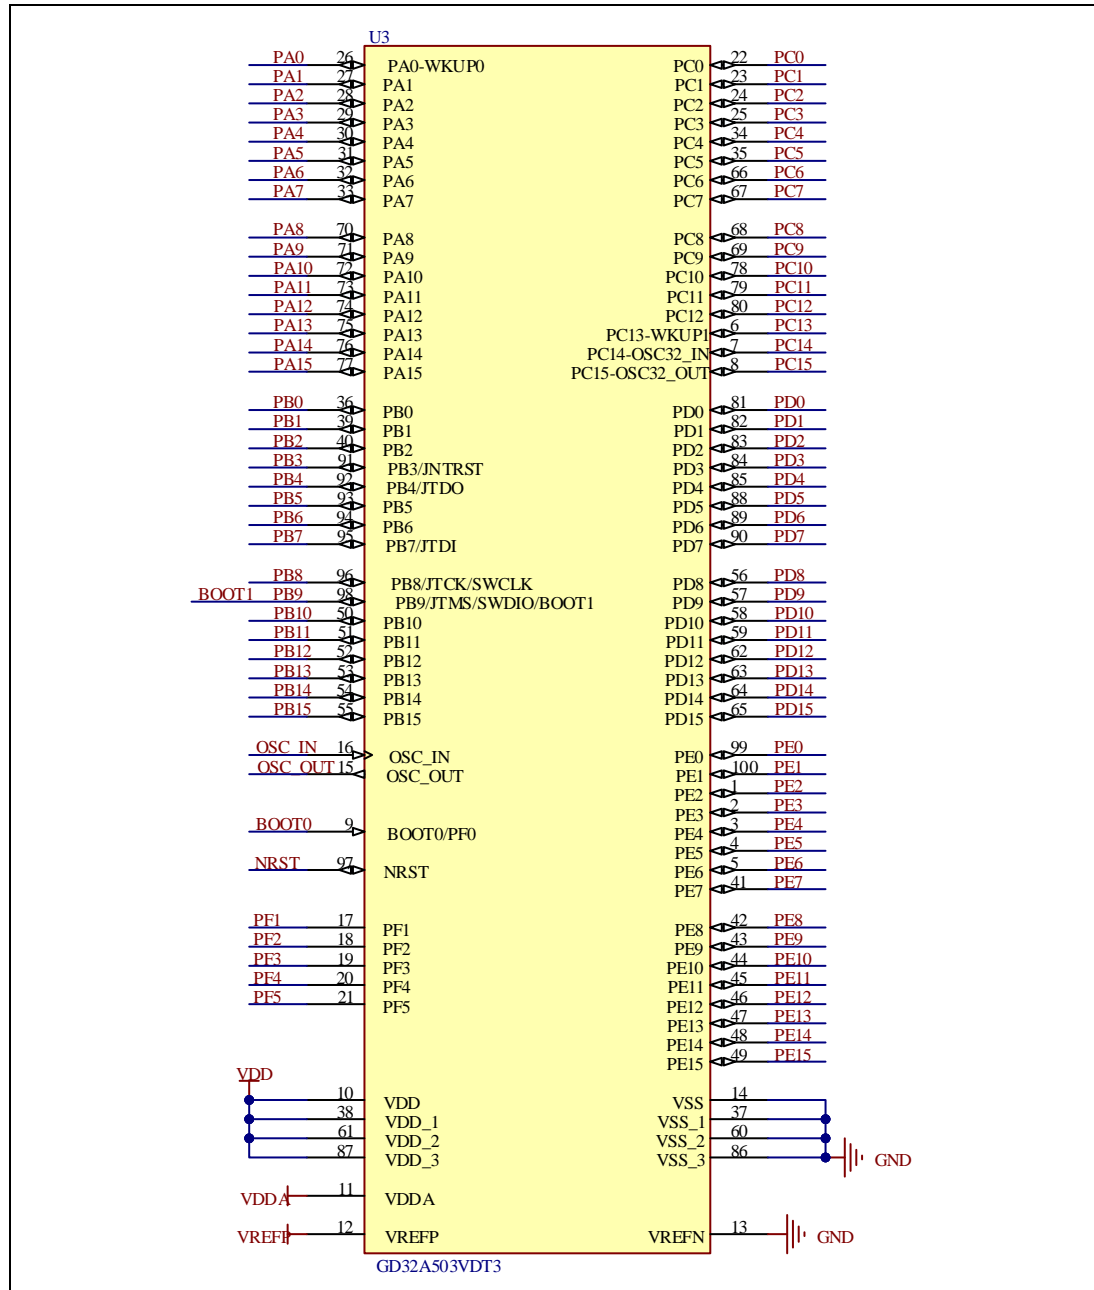 U3
PA0 26 PA0-WKUP0 PC0 22 PC0
PA1 27 PA1 PC1 23 PC1
PA2 28 PA2 PC2 24 PC2
PA3 29 PA3 PC3 25 PC3
PA4 30 PA4 PC4 34 PC4
PA5 31 PA5 PC5 35 PC5
PA6 32 PA6 PC6 66 PC6
PA7 33 PA7 PC7 67 PC7
PA8 70 PA8 PC8 68 PC8
PA9 71 PA9 PC9 69 PC9
PA10 72 PA10 PC10 78 PC10
PA11 73 PA11 PC11 79 PC11
PA12 74 PA12 PC12 80 PC12
PA13 75 PA13 PC13-WKUP1 6 PC13
PA14 76 PA14 PC14-OSC32_IN 7 PC14
PA15 77 PA15 PC15-OSC32_OUT 8 PC15
PB0 36 PB0 PD0 81 PD0
PB1 39 PB1 PD1 82 PD1
PB2 40 PB2 PD2 83 PD2
PB3 91 PB3/JNTRST PD3 84 PD3
PB4 92 PB4/JTDO PD4 85 PD4
PB5 93 PB5 PD5 88 PD5
PB6 94 PB6 PD6 89 PD6
PB7 95 PB7/JTDI PD7 90 PD7
PB8 96 PB8/JTCK/SWCLK PD8 56 PD8
BOOT1 PB9 98 PB9/JTMS/SWDIO/BOOT1 PD9 57 PD9
PB10 50 PB10 PD10 58 PD10
PB11 51 PB11 PD11 59 PD11
PB12 52 PB12 PD12 62 PD12
PB13 53 PB13 PD13 63 PD13
PB14 54 PB14 PD14 64 PD14
PB15 55 PB15 PD15 65 PD15
OSC_IN 16 OSC_IN PE0 99 PE0
OSC_OUT 15 OSC_OUT PE1 100 PE1
PE2 1 PE2
PE3 2 PE3
BOOT0 9 BOOT0/PF0 PE4 3 PE4
PE5 4 PE5
NRST 97 NRST PE6 5 PE6
PE7 41 PE7
PF1 17 PF1 PE8 42 PE8
PF2 18 PF2 PE9 43 PE9
PF3 19 PF3 PE10 44 PE10
PF4 20 PF4 PE11 45 PE11
PF5 21 PF5 PE12 46 PE12
PE13 47 PE13
PE14 48 PE14
PE15 49 PE15
VDD
10 VDD VSS 14
38 VDD_1 VSS_1 37
61 VDD_2 VSS_2 60
87 VDD_3 VSS_3 86 GND
VDDA 11 VDDA
VREFP 12 VREFP VREFN 13 GND
GD32A503VDT3